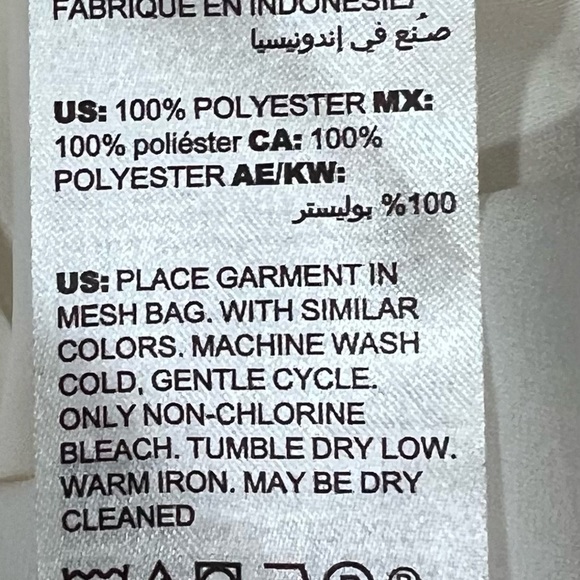 FABRIQUÉ EN INDONÉSIE/
صُنع في إندونيسيا
US: 100% POLYESTER MX:
100% poliéster CA: 100%
POLYESTER AE/KW:
100% بوليستر
US: PLACE GARMENT IN
MESH BAG. WITH SIMILAR
COLORS. MACHINE WASH
COLD, GENTLE CYCLE.
ONLY NON-CHLORINE
BLEACH. TUMBLE DRY LOW.
WARM IRON. MAY BE DRY
CLEANED